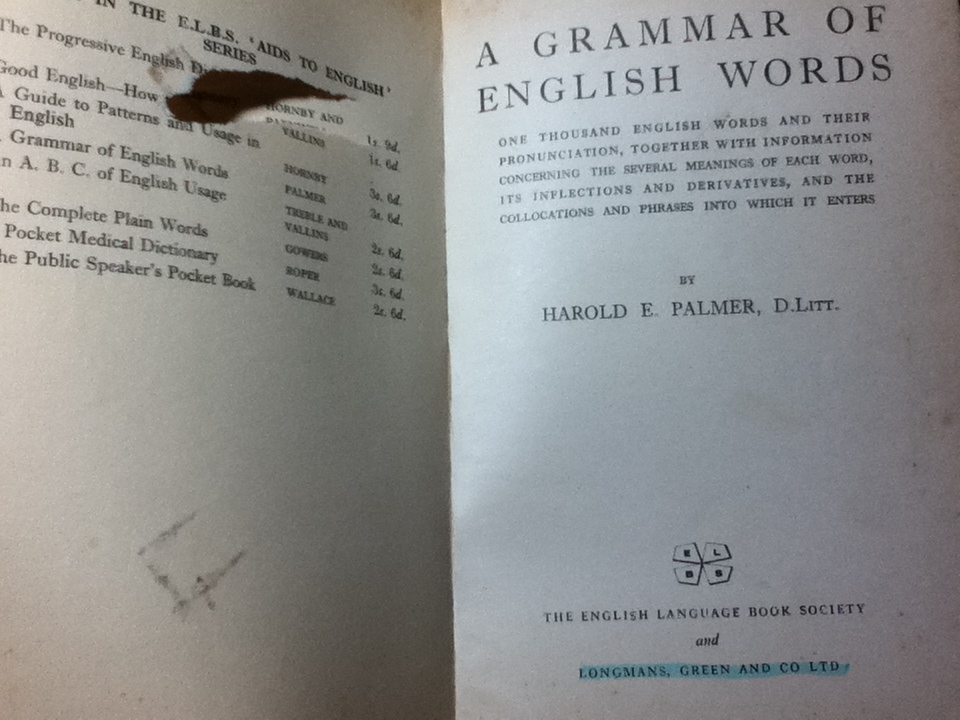 IN THE E.L.B.S. 'AIDS TO ENGLISH'
SERIES
The Progressive English
HORNBY AND
1s. 9d.
Good English—How
VALLINS 1s. 6d
A Guide to Patterns and Usage in
English HORNBY 3s. 6d.
Grammar of English Words PALMER 3s. 6d.
n A. B. C. of English Usage TREBLE AND
VALLINS 2s. 6d.
he Complete Plain Words GOWERS 2s. 6d.
Pocket Medical Dictionary ROPER 3s. 6d.
he Public Speaker's Pocket Book WALLACE 2s. 6d.
A GRAMMAR OF
ENGLISH WORDS
ONE THOUSAND ENGLISH WORDS AND THEIR
PRONUNCIATION, TOGETHER WITH INFORMATION
CONCERNING THE SEVERAL MEANINGS OF EACH WORD,
ITS INFLECTIONS AND DERIVATIVES, AND THE
COLLOCATIONS AND PHRASES INTO WHICH IT ENTERS
BY
HAROLD E. PALMER, D.LITT.
E L
B S
THE ENGLISH LANGUAGE BOOK SOCIETY
and
LONGMANS, GREEN AND CO LTD